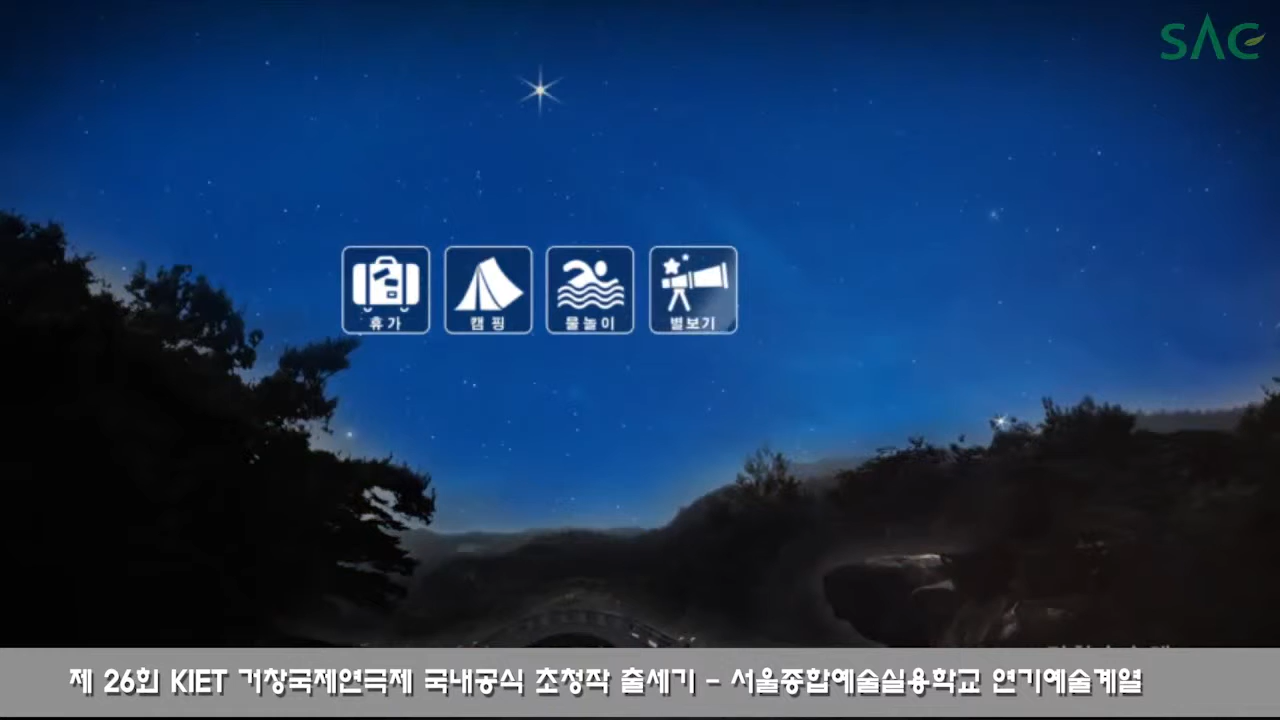 SAC
휴가
캠핑
물놀이
별보기
제 26회 KIET 거창국제연극제 국내공식 초청작 출세기 - 서울종합예술실용학교 연기예술계열